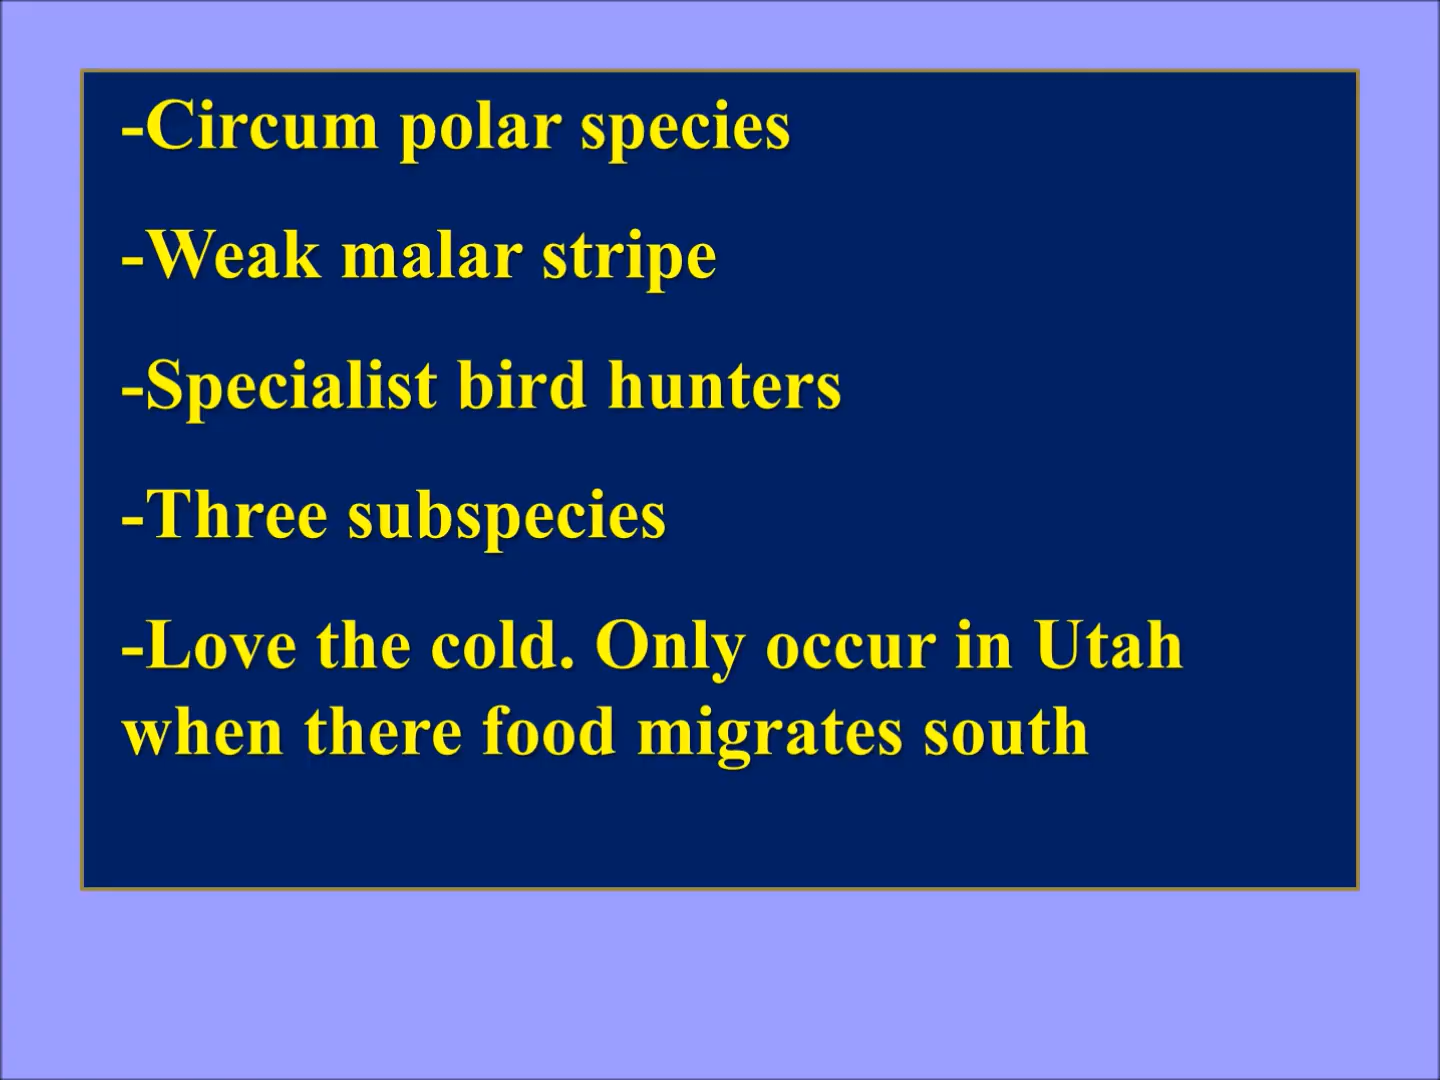 -Circum polar species
-Weak malar stripe
-Specialist bird hunters
-Three subspecies
-Love the cold. Only occur in Utah
when there food migrates south